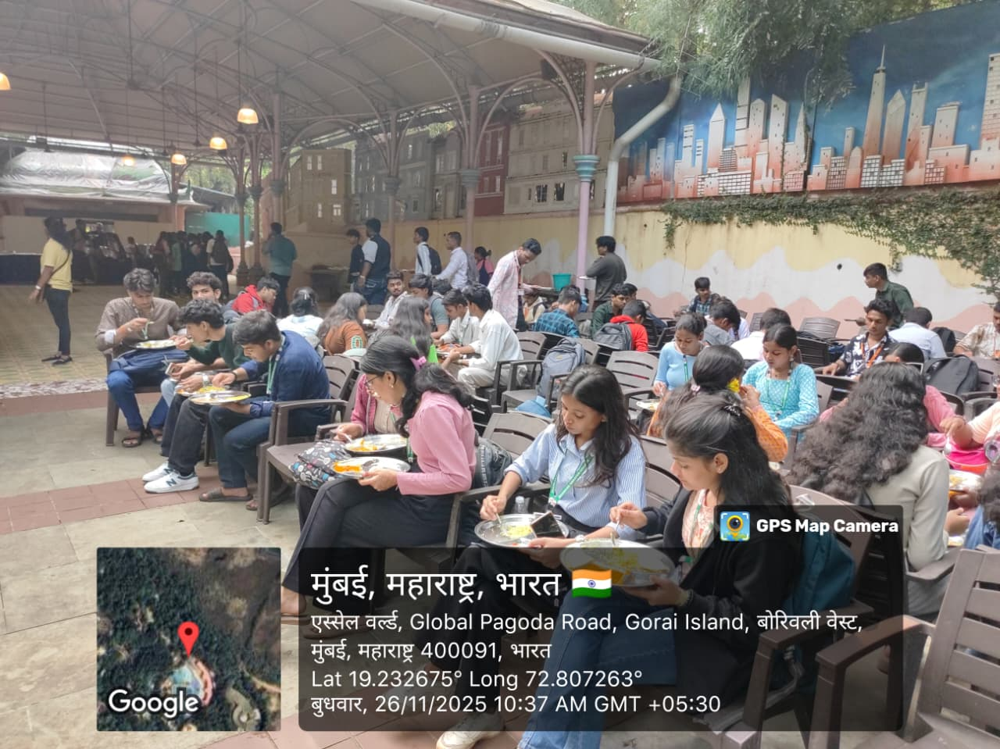 GPS Map Camera
मुंबई, महाराष्ट्र, भारत
एस्सेल वर्ल्ड, Global Pagoda Road, Gorai Island, बोरिवली वेस्ट,
मुंबई, महाराष्ट्र 400091, भारत
Lat 19.232675° Long 72.807263°
बुधवार, 26/11/2025 10:37 AM GMT +05:30
Google